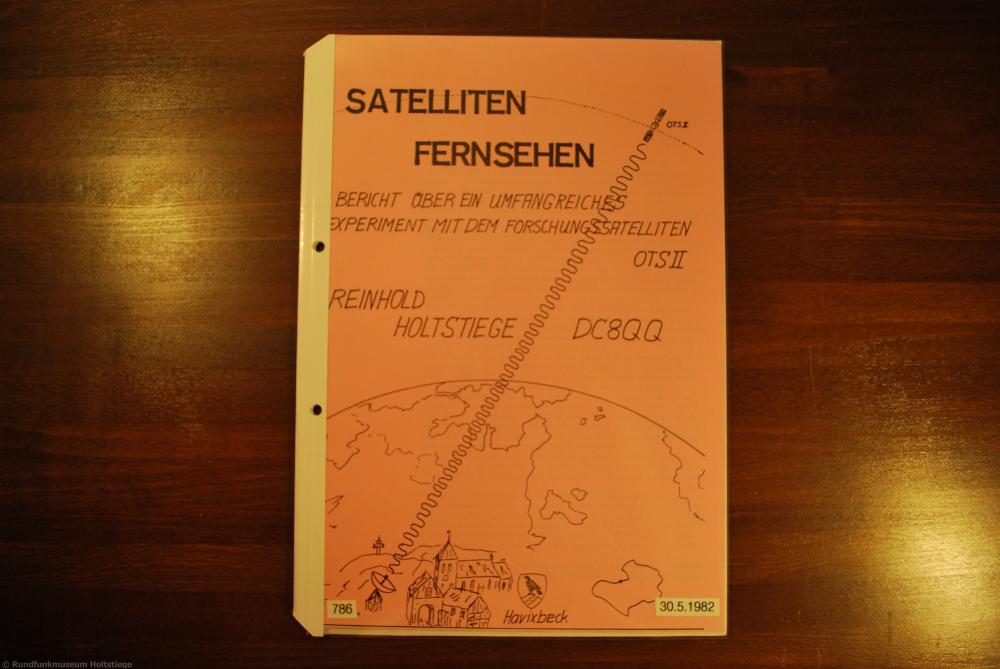 SATELLITEN
FERNSEHEN
OTS II
BERICHT ÜBER EIN UMFANGREICHES
EXPERIMENT MIT DEM FORSCHUNGSSATELLITEN
OTS II
REINHOLD
HOLTSTIEGE DC8QQ
Havixbeck
786
30.5.1982
© Rundfunkmuseum Holtstiege